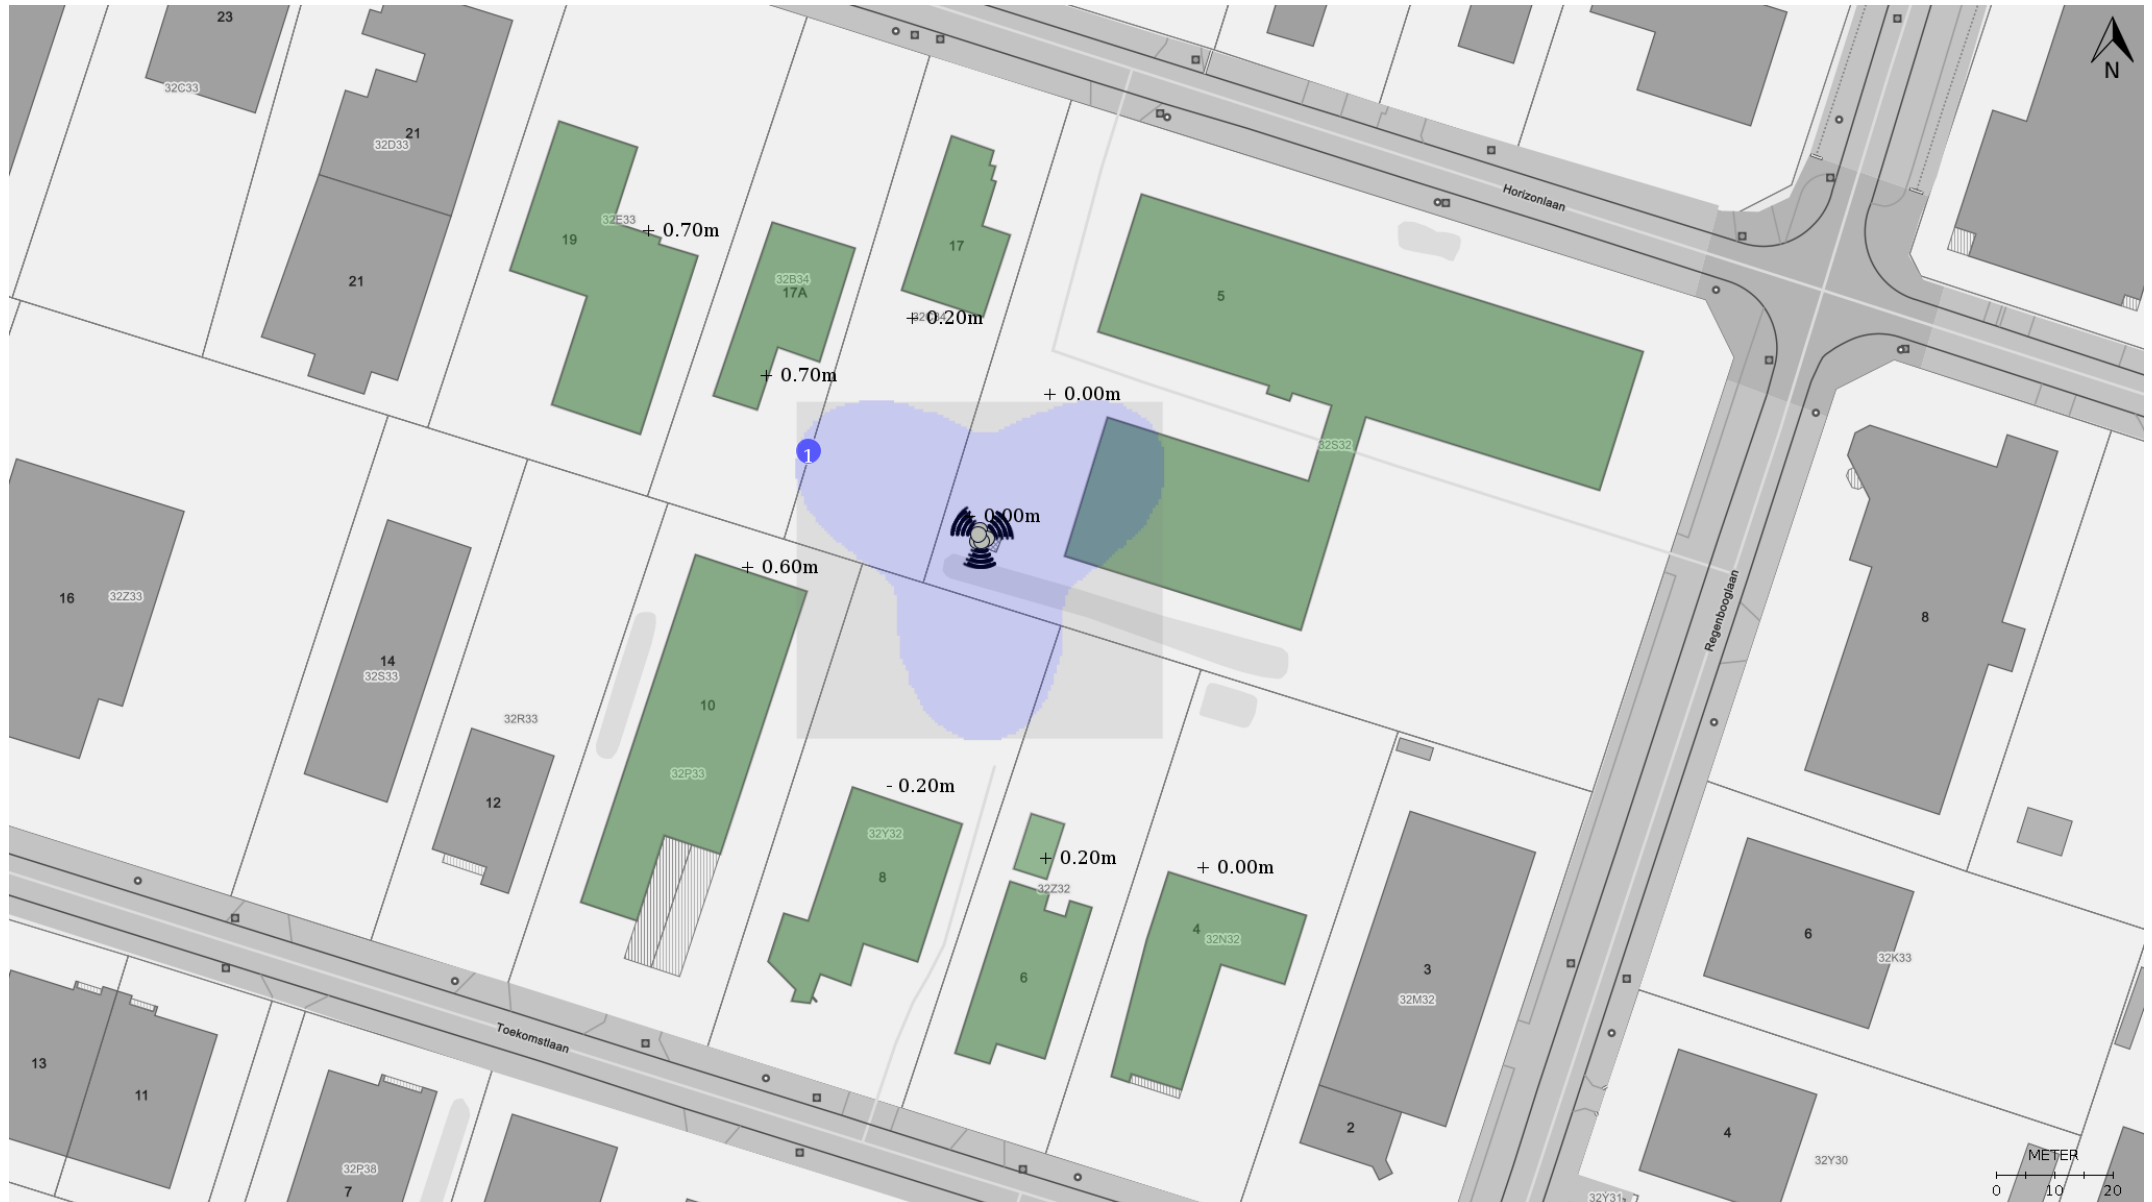 23
32C33
N
21
32D33
Horizonlaan
32E33
+ 0.70m
19
17
21
32B34
17A
5
+ 0.20m
+ 0.70m
+ 0.00m
32S32
1
0.00m
+ 0.60m
16
32Z33
14
32S33
Regenbooglaan
8
10
32R33
32P33
12
- 0.20m
32Y32
8
+ 0.20m
32Z32
+ 0.00m
4
32N32
6
32K33
6
3
32M32
Toekomstlaan
13
11
2
4
32P38
7
32Y30
METER
0 10 20
32Y31